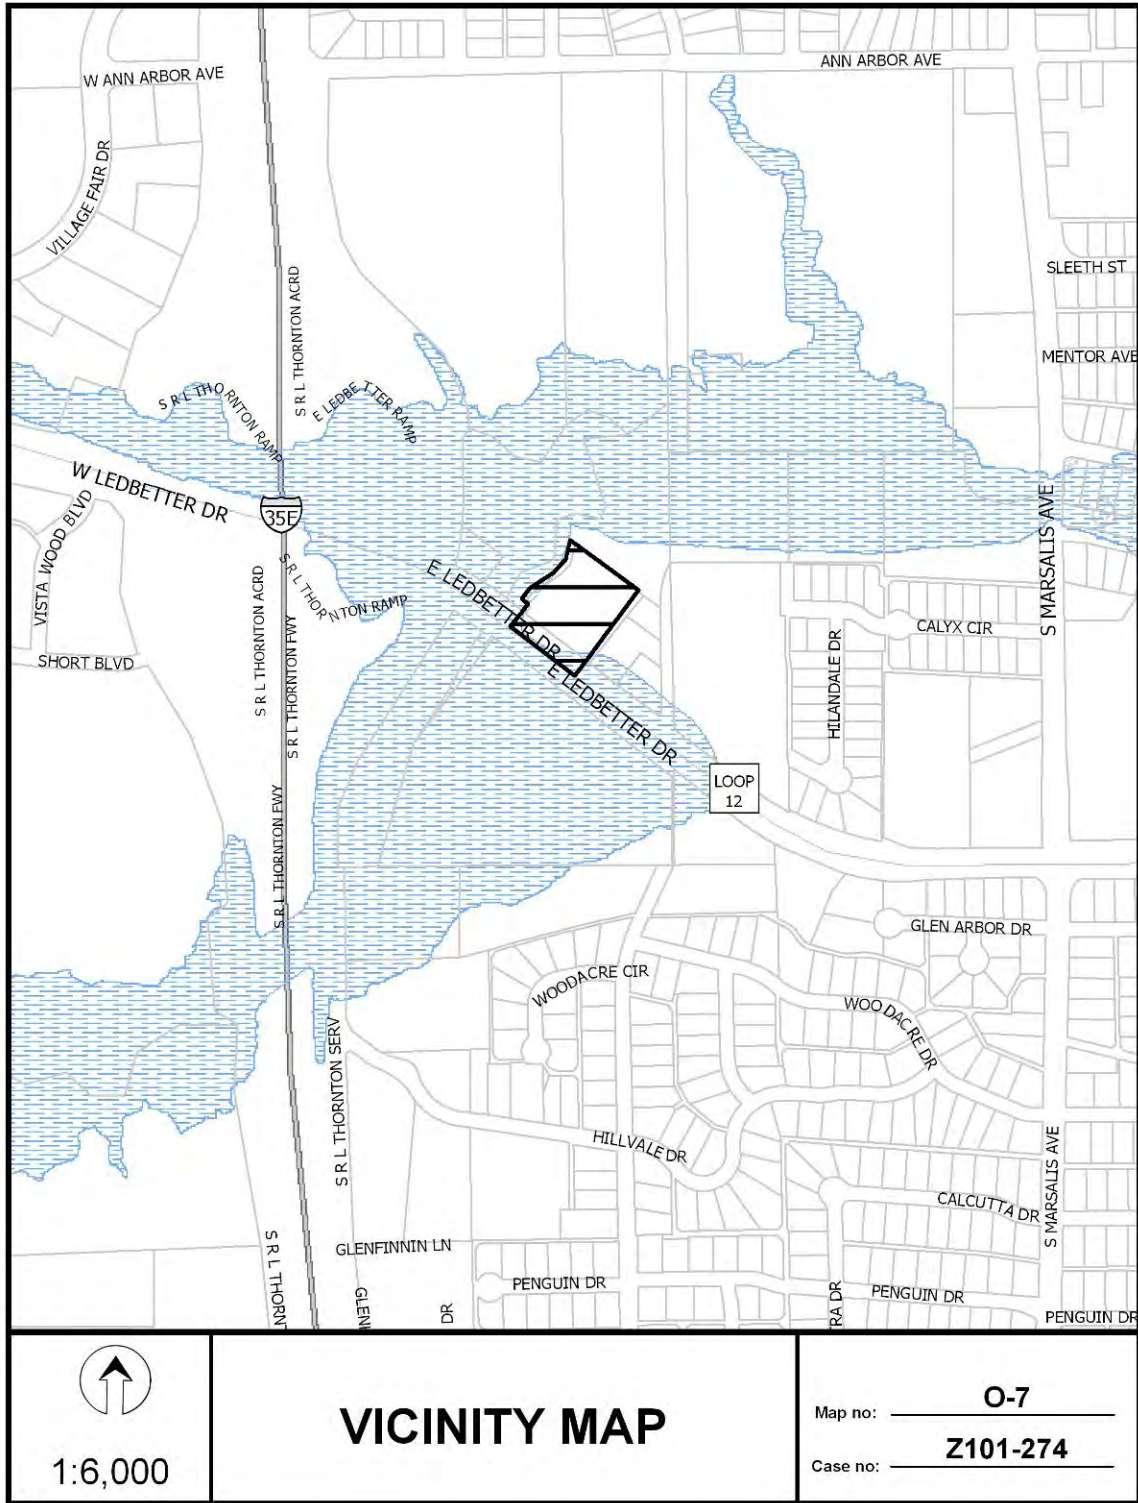 W ANN ARBOR AVE
ANN ARBOR AVE
VILLAGE FAIR DR
S R L THORNTON ACRD
SLEETH ST
MENTOR AVE
S R L THORNTON RAMP
E LEDBETTER RAMP
W LEDBETTER DR
VISTA WOOD BLVD
35E
S MARSALIS AVE
S R L THORNTON RAMP
E LEDBETTER DR
S R L THORNTON ACRD
S R L THORNTON FWY
SHORT BLVD
CALYX CIR
HILANDALE DR
E LEDBETTER DR
LOOP
12
S R L THORNTON FWY
GLEN ARBOR DR
WOODACRE CIR
WOODACRE DR
S R L THORNTON SERV
HILLVALE DR
S MARSALIS AVE
CALCUTTA DR
S R L THORNT
GLENFINNIN LN
PENGUIN DR
PENGUIN DR
PENGUIN DR
DR
RA DR
1:6,000
VICINITY MAP
Map no: O-7
Case no: Z101-274